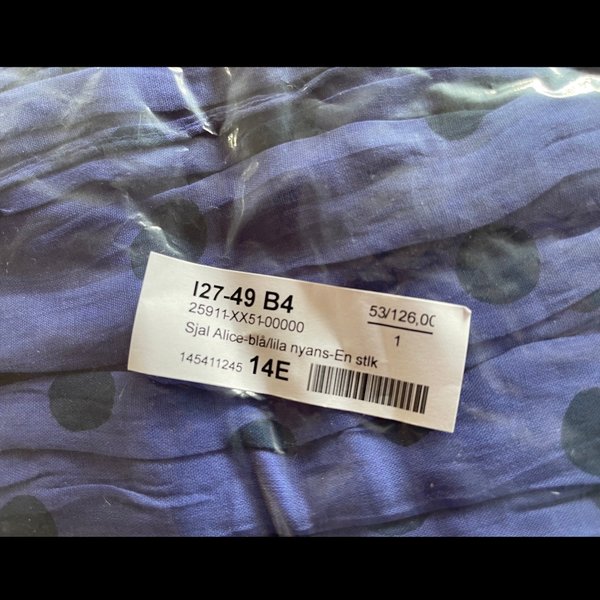 I27-49 B4
53/126,00
25911-XX51-00000
1
Sjal Alice-blå/lila nyans-En stlk
145411245 14E